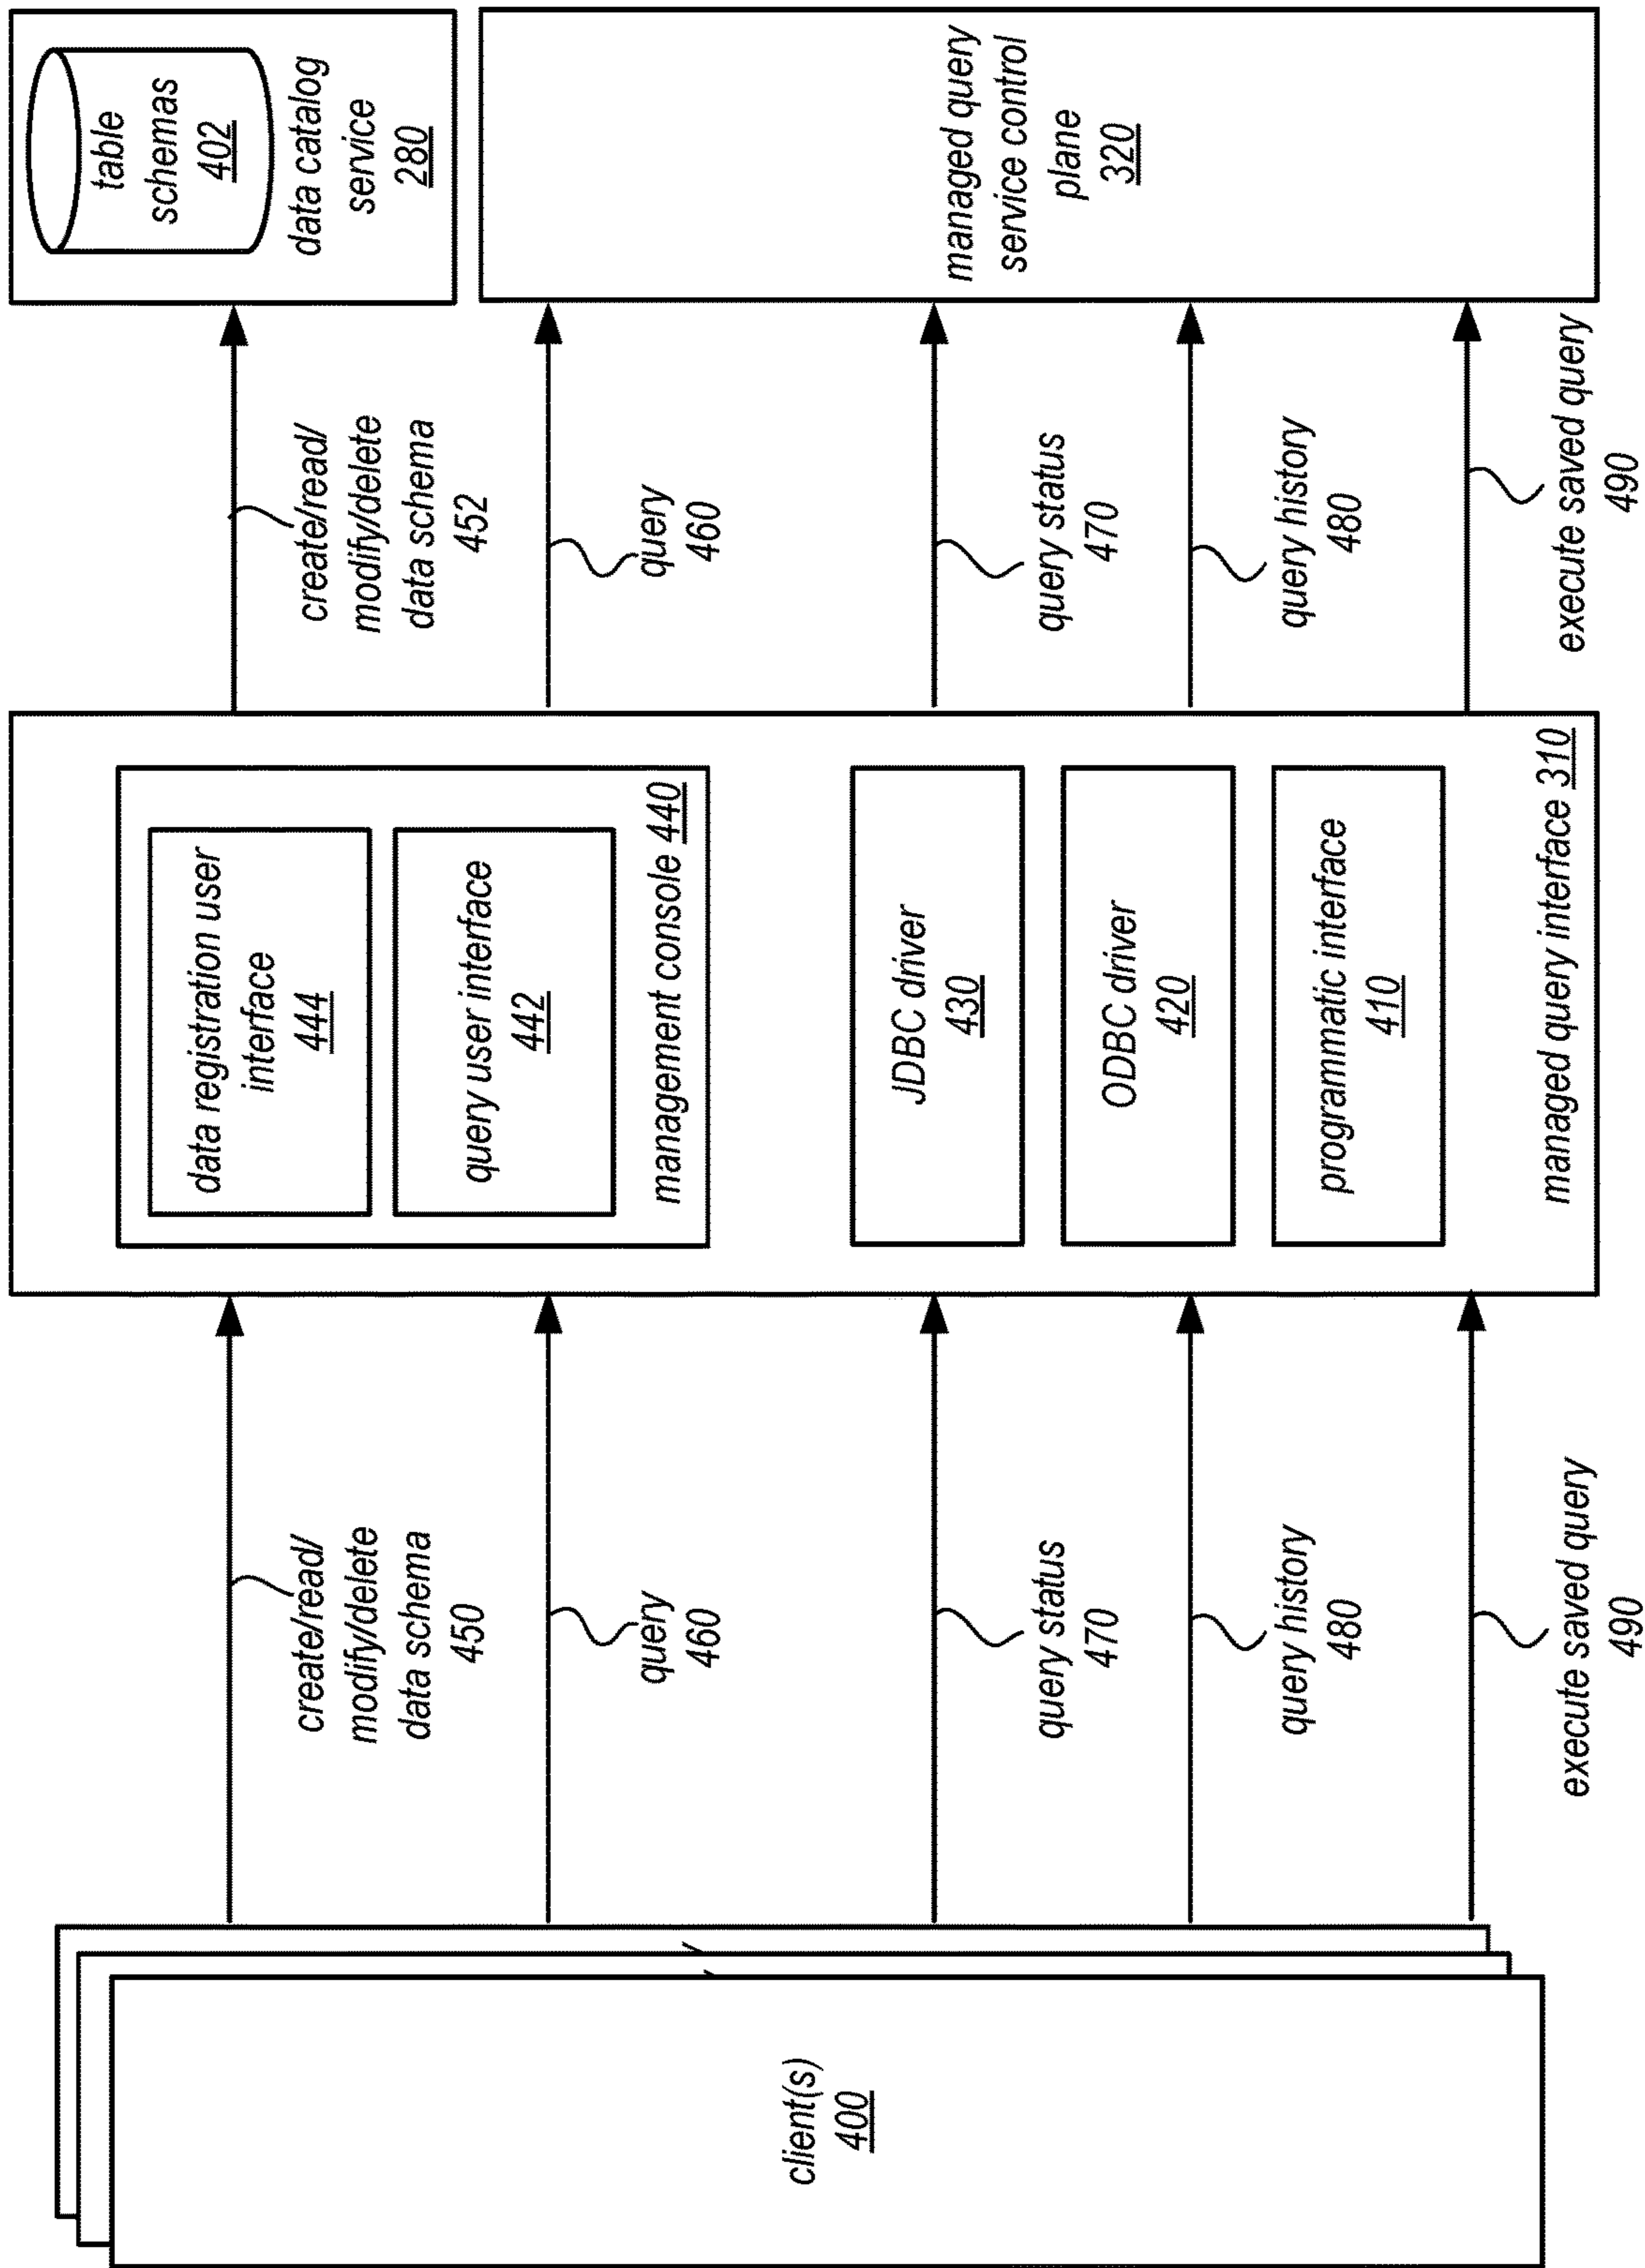 client(s)
400
create/read/
modify/delete
data schema
450
query
460
query status
470
query history
480
execute saved query
490
data registration user
interface
444
query user interface
442
management console 440
JDBC driver
430
ODBC driver
420
programmatic interface
410
managed query interface 310
create/read/
modify/delete
data schema
452
query
460
query status
470
query history
480
execute saved query
490
table
schemas
402
data catalog
service
280
managed query
service control
plane
320